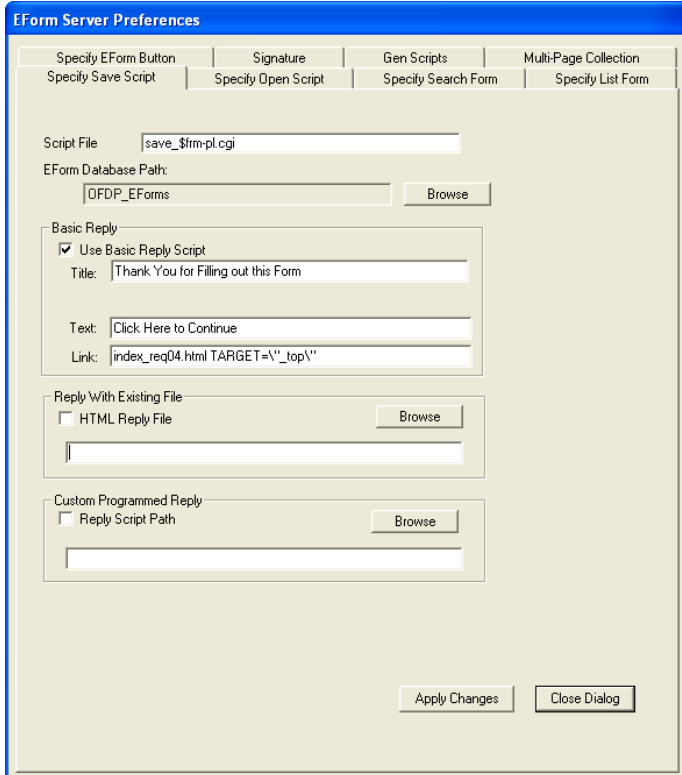 EForm Server Preferences
Specify EForm Button Signature Gen Scripts Multi-Page Collection
Specify Save Script Specify Open Script Specify Search Form Specify List Form
Script File save_$frm-pl.cgi
EForm Database Path:
OFDP_EForms Browse
Basic Reply
Use Basic Reply Script
Title: Thank You for Filling out this Form
Text: Click Here to Continue
Link: index_req04.html TARGET=\"_top\"
Reply With Existing File
HTML Reply File Browse
Custom Programmed Reply
Reply Script Path Browse
Apply Changes Close Dialog